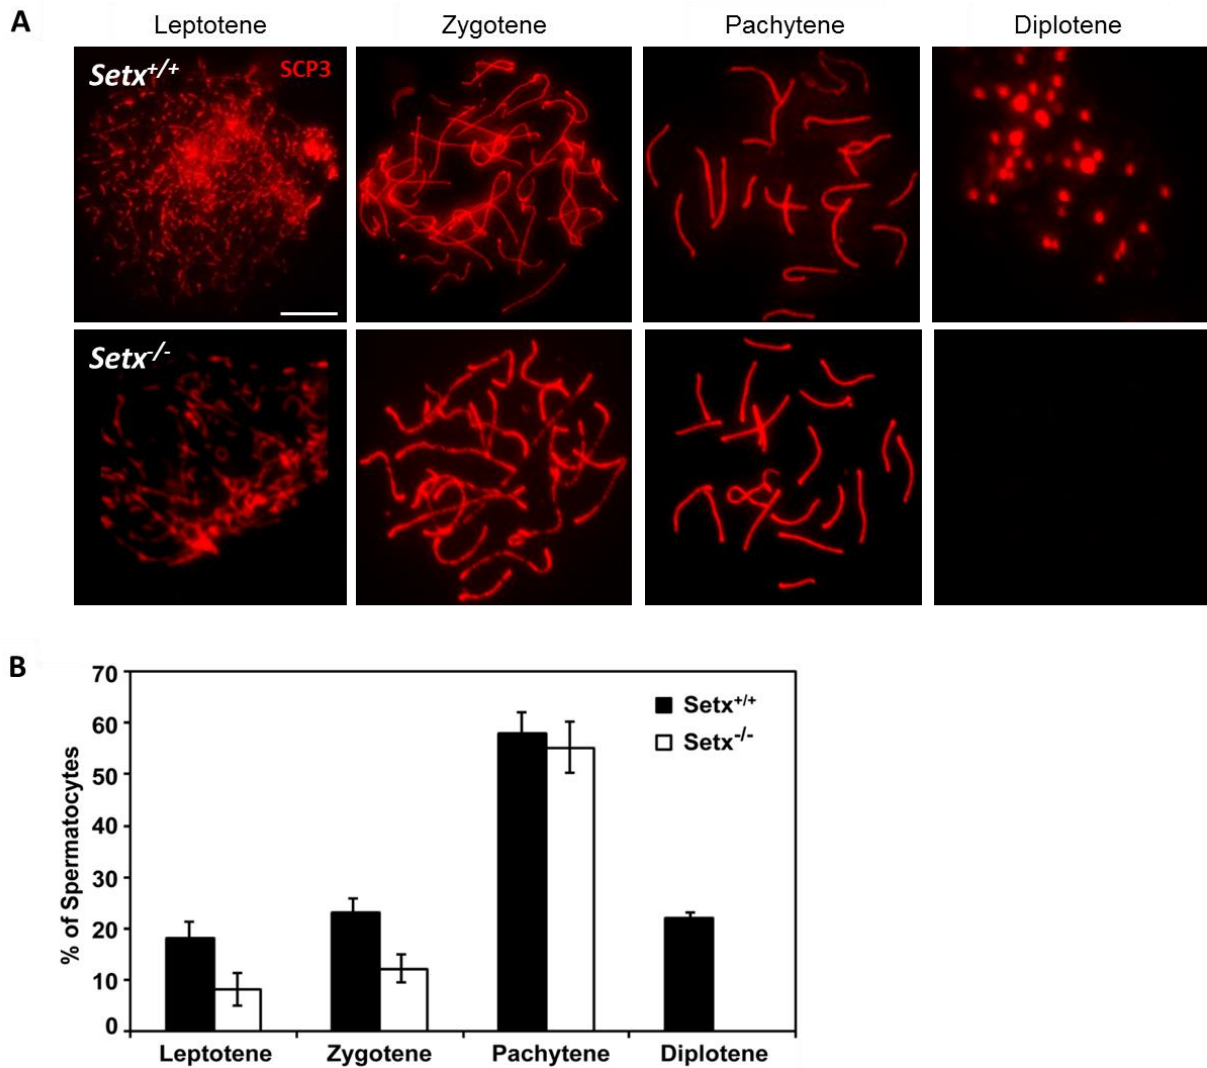 A
Leptotene Zygotene Pachytene Diplotene
Setx+/+ SCP3
Setx-/-
B
70
60
50
40
30
20
10
0
% of Spermatocytes
Setx+/+
Setx-/-
Leptotene Zygotene Pachytene Diplotene